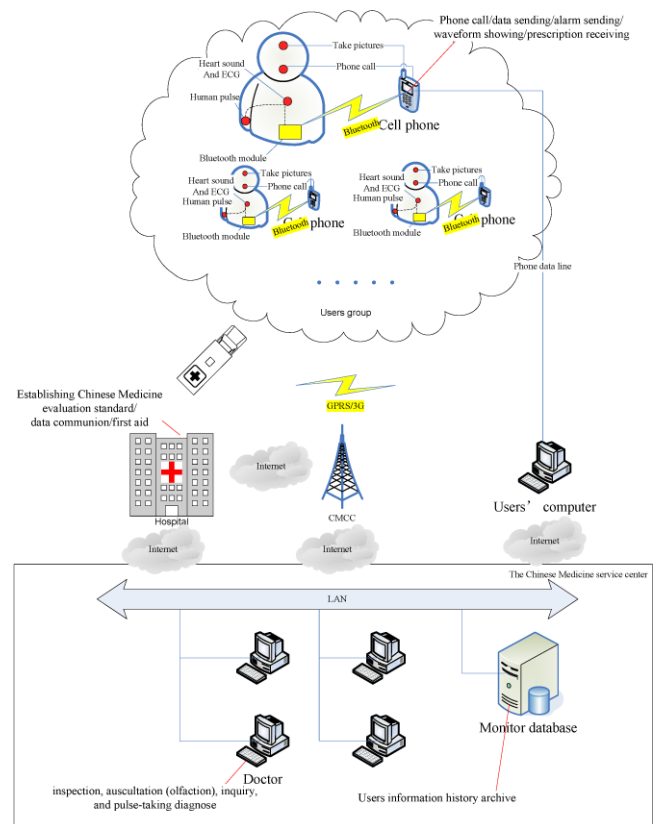 Phone call/data sending/alarm sending/
waveform showing/prescription receiving
Take pictures
Heart sound
And ECG
Phone call
Human pulse
Bluetooth
Cell phone
Bluetooth module
Take pictures
Heart sound
And ECG
Phone call
Human pulse
Bluetooth
Cell phone
Bluetooth module
Take pictures
Heart sound
And ECG
Phone call
Human pulse
Bluetooth
phone
Bluetooth module
Phone data line
Users group
Establishing Chinese Medicine
evaluation standard/
data communion/first aid
GPRS/3G
Internet
Hospital
CMCC
Users' computer
Internet
Internet
Internet
The Chinese Medicine service center
LAN
Monitor database
Doctor
inspection, auscultation (olfaction), inquiry,
and pulse-taking diagnose
Users information history archive